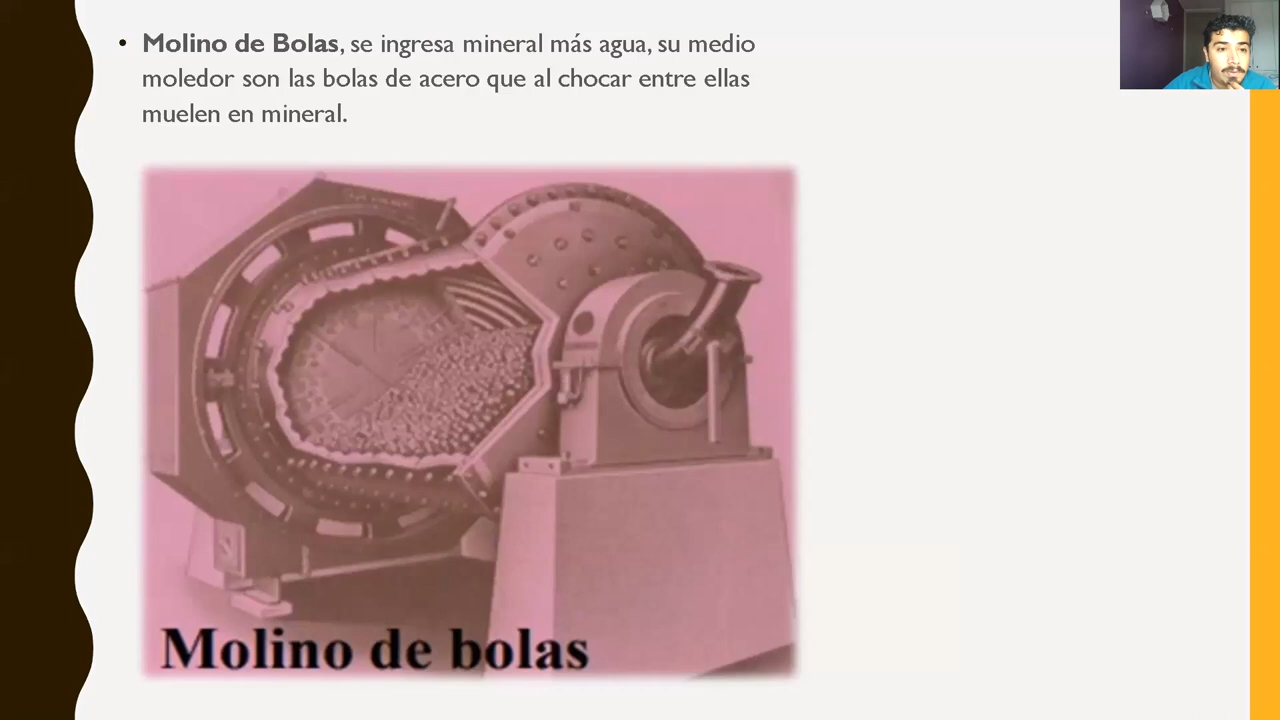 • Molino de Bolas, se ingresa mineral más agua, su medio
moledor son las bolas de acero que al chocar entre ellas
muelen en mineral.
Molino de bolas